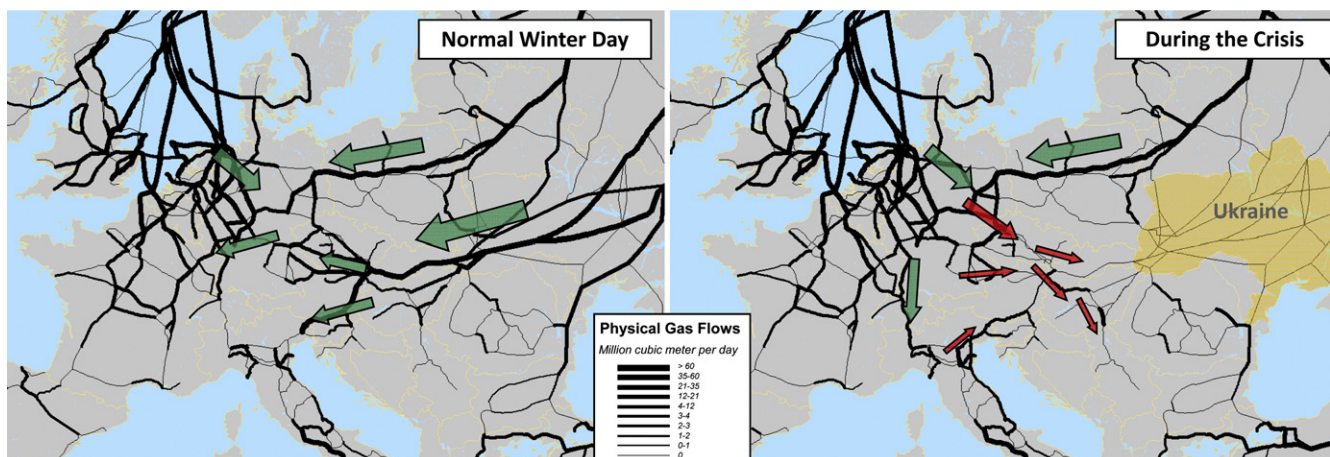 Normal Winter Day
During the Crisis
Ukraine
Physical Gas Flows
Million cubic meter per day
> 60
35-60
21-35
12-21
4-12
3-4
2-3
1-2
0-1
0